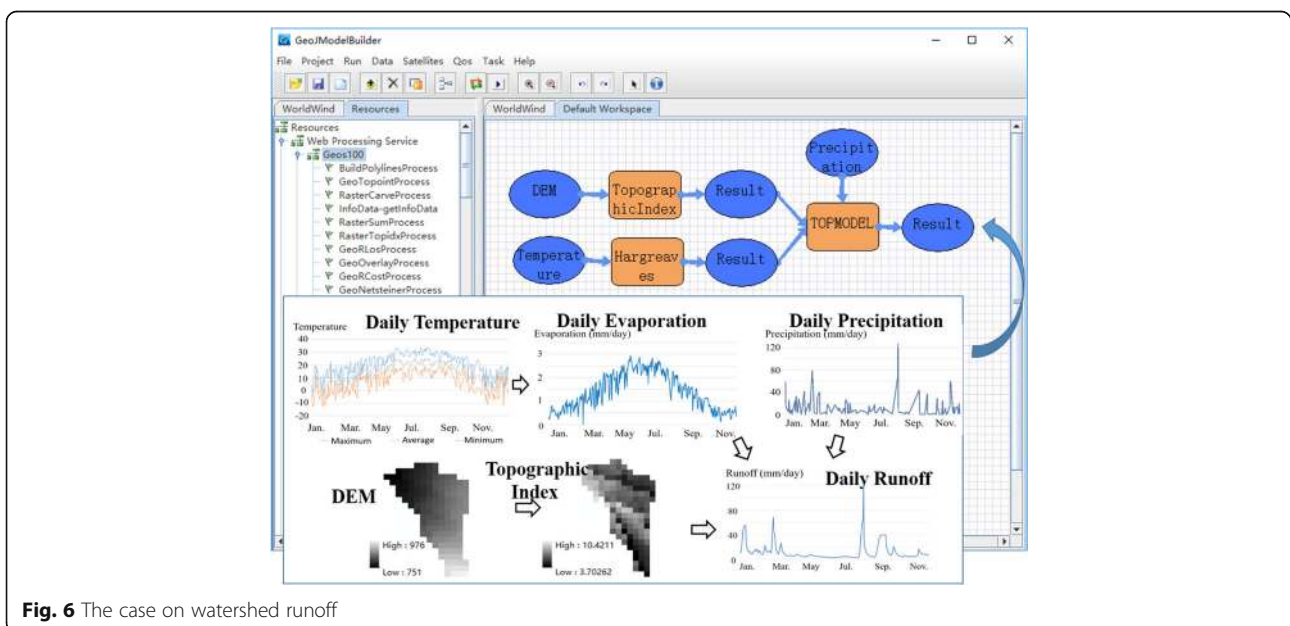 GeoJModelBuilder
File Project Run Data Satellites Qos Task Help
WorldWind Resources
WorldWind Default Workspace
Resources
Web Processing Service
Geos100
BuildPolylinesProcess
GeoTopointProcess
RasterCarveProcess
InfoData-getInfoData
RasterSumProcess
RasterTopidxProcess
GeoRLosProcess
GeoOverlayProcess
GeoRCostProcess
GeoNetsteinerProcess
Precipit
ation
DEM
Topograp
hicIndex
Result
TOPMODEL
Result
Temperat
ure
Hargreav
es
Result
Temperature
Daily Temperature
40
30
20
10
0
-10
-20
Jan. Mar. May Jul. Sep. Nov.
Maximum Average Minimum
Daily Evaporation
Evaporation (mm/day)
3
2
1
0
Jan. Mar. May Jul. Sep. Nov.
Daily Precipitation
Precipitation (mm/day)
120
80
40
0
Jan. Mar. May Jul. Sep. Nov.
DEM
High : 976
Low : 751
Topographic
Index
High : 10.4211
Low : 3.70262
Runoff (mm/day)
Daily Runoff
120
80
40
0
Jan. Mar. May Jul. Sep. Nov.
Fig. 6 The case on watershed runoff